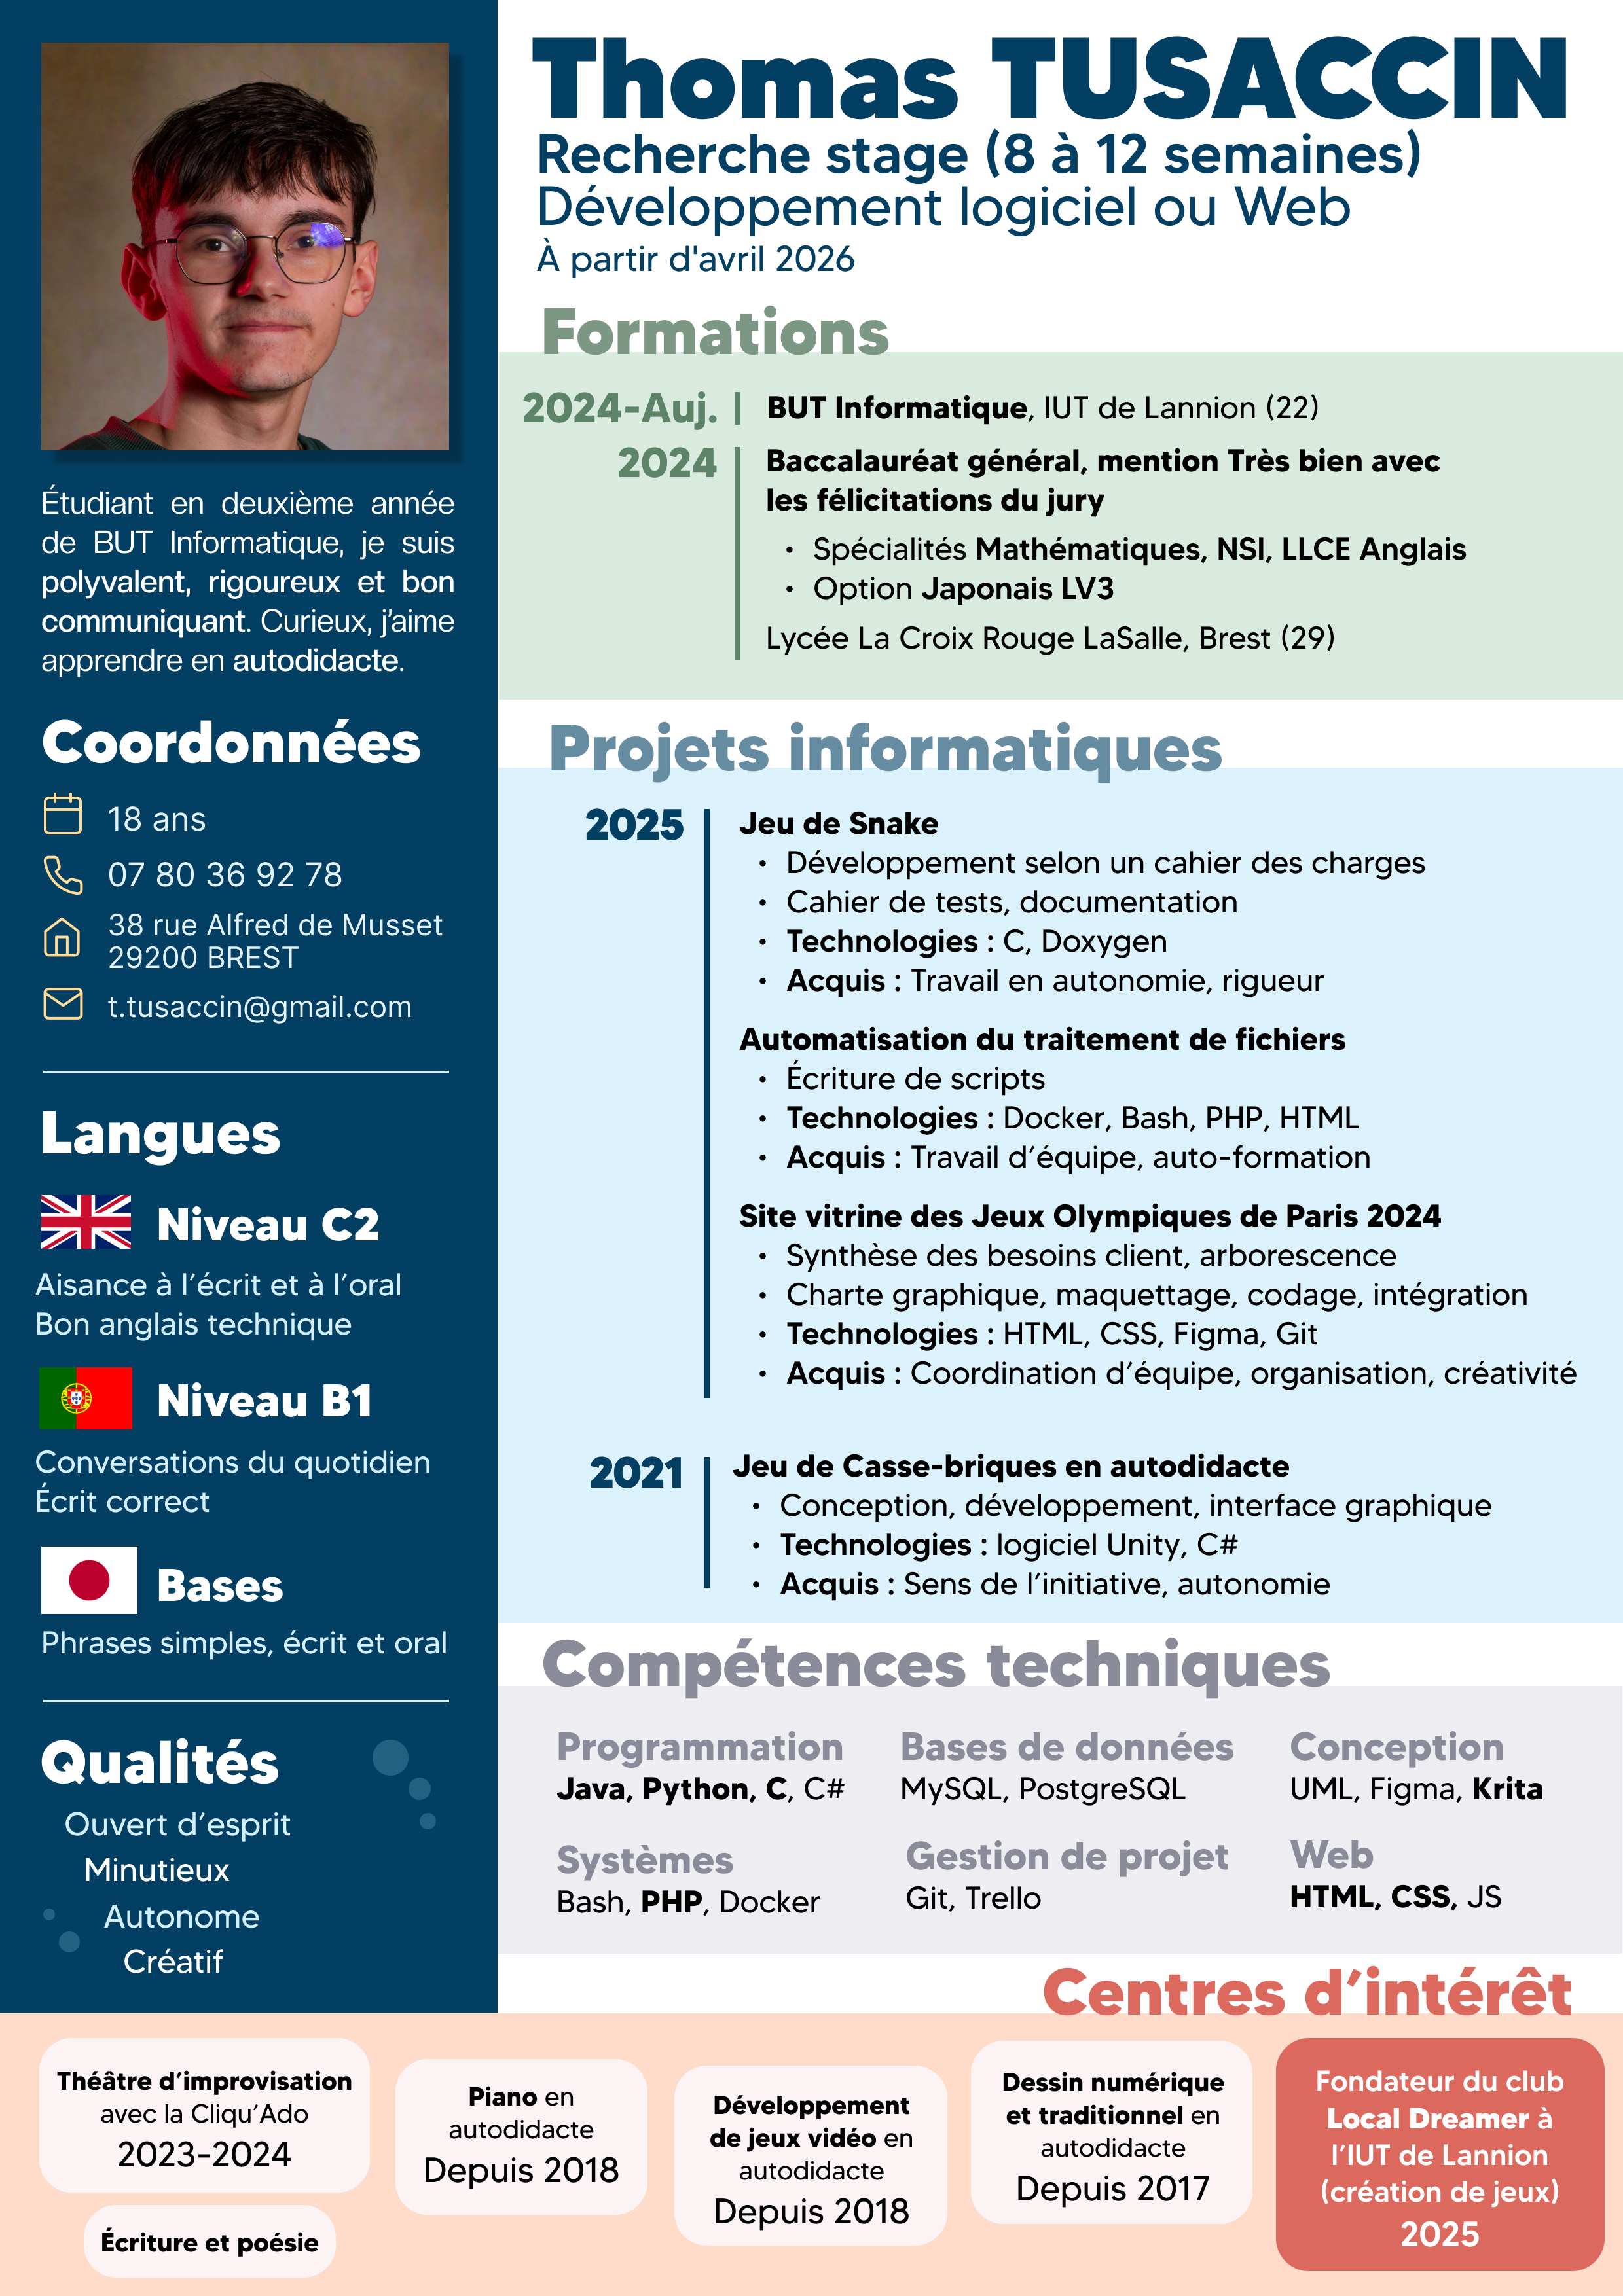 Thomas TUSACCIN
Recherche stage (8 à 12 semaines)
Développement logiciel ou Web
À partir d'avril 2026
Étudiant en deuxième année
de BUT Informatique, je suis
polyvalent, rigoureux et bon
communiquant. Curieux, j'aime
apprendre en autodidacte.
Coordonnées
18 ans
07 80 36 92 78
38 rue Alfred de Musset
29200 BREST
t.tusaccin@gmail.com
Langues
Niveau C2
Aisance à l'écrit et à l'oral
Bon anglais technique
Niveau B1
Conversations du quotidien
Écrit correct
Bases
Phrases simples, écrit et oral
Qualités
Ouvert d'esprit
Minutieux
Autonome
Créatif
Formations
2024-Auj. | BUT Informatique, IUT de Lannion (22)
2024
Baccalauréat général, mention Très bien avec
les félicitations du jury
• Spécialités Mathématiques, NSI, LLCE Anglais
• Option Japonais LV3
Lycée La Croix Rouge LaSalle, Brest (29)
Projets informatiques
2025
Jeu de Snake
• Développement selon un cahier des charges
• Cahier de tests, documentation
• Technologies : C, Doxygen
• Acquis : Travail en autonomie, rigueur
Automatisation du traitement de fichiers
• Écriture de scripts
• Technologies : Docker, Bash, PHP, HTML
• Acquis : Travail d'équipe, auto-formation
Site vitrine des Jeux Olympiques de Paris 2024
• Synthèse des besoins client, arborescence
• Charte graphique, maquettage, codage, intégration
• Technologies : HTML, CSS, Figma, Git
• Acquis : Coordination d'équipe, organisation, créativité
2021
Jeu de Casse-briques en autodidacte
• Conception, développement, interface graphique
• Technologies : logiciel Unity, C#
• Acquis : Sens de l'initiative, autonomie
Compétences techniques
Programmation
Java, Python, C, C#
Bases de données
MySQL, PostgreSQL
Conception
UML, Figma, Krita
Systèmes
Bash, PHP, Docker
Gestion de projet
Git, Trello
Web
HTML, CSS, JS
Centres d'intérêt
Théâtre d'improvisation
avec la Cliqu'Ado
2023-2024
Écriture et poésie
Piano en
autodidacte
Depuis 2018
Développement
de jeux vidéo en
autodidacte
Depuis 2018
Dessin numérique
et traditionnel en
autodidacte
Depuis 2017
Fondateur du club
Local Dreamer à
l'IUT de Lannion
(création de jeux)
2025